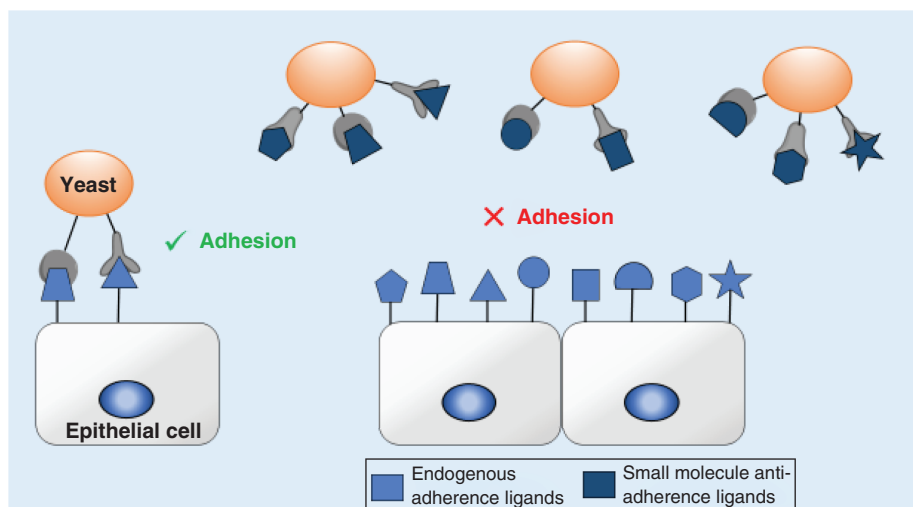 Yeast
Adhesion
Adhesion
Epithelial cell
Endogenous
adherence ligands
Small molecule anti-
adherence ligands